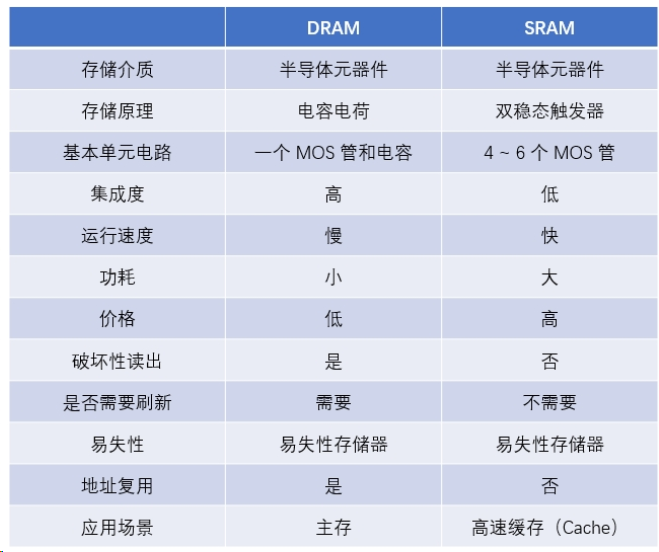 DRAM SRAM
存储介质 半导体元器件 半导体元器件
存储原理 电容电荷 双稳态触发器
基本单元电路 一个 MOS 管和电容 4 ~ 6 个 MOS 管
集成度 高 低
运行速度 慢 快
功耗 小 大
价格 低 高
破坏性读出 是 否
是否需要刷新 需要 不需要
易失性 易失性存储器 易失性存储器
地址复用 是 否
应用场景 主存 高速缓存（Cache）